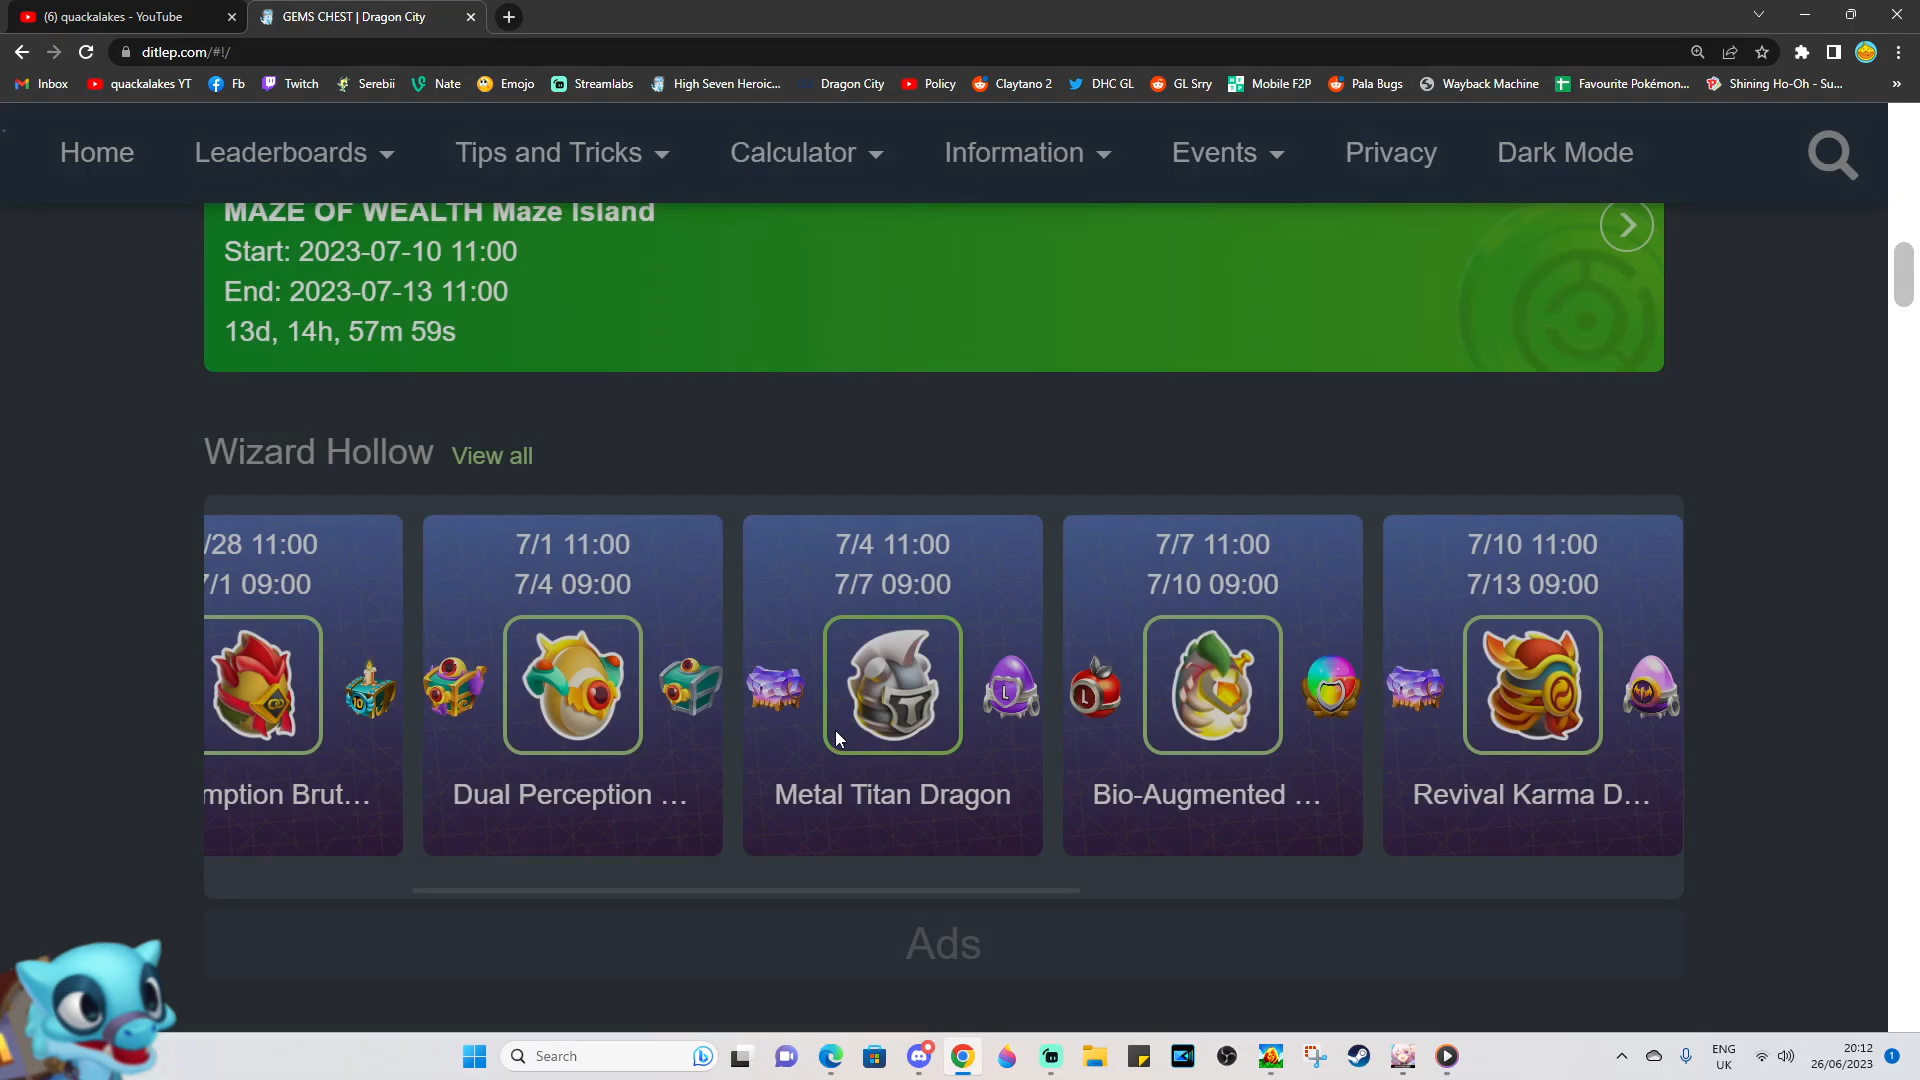 (6) quackalakes - YouTube
GEMS CHEST | Dragon City
ditlep.com/#!/
Inbox quackalakes YT Fb Twitch Serebii Nate Emojo Streamlabs High Seven Heroic... Dragon City Policy Claytano 2 DHC GL GL Srry Mobile F2P Pala Bugs Wayback Machine Favourite Pokémon... Shining Ho-Oh - Su... »
Home Leaderboards Tips and Tricks Calculator Information Events Privacy Dark Mode
MAZE OF WEALTH Maze Island
Start: 2023-07-10 11:00
End: 2023-07-13 11:00
13d, 14h, 57m 59s
Wizard Hollow View all
/28 11:00
7/1 09:00
mption Brut...
7/1 11:00
7/4 09:00
Dual Perception ...
7/4 11:00
7/7 09:00
L
Metal Titan Dragon
7/7 11:00
7/10 09:00
L
Bio-Augmented ...
7/10 11:00
7/13 09:00
Revival Karma D...
10
Ads
Search
ENG
UK
20:12
26/06/2023
1